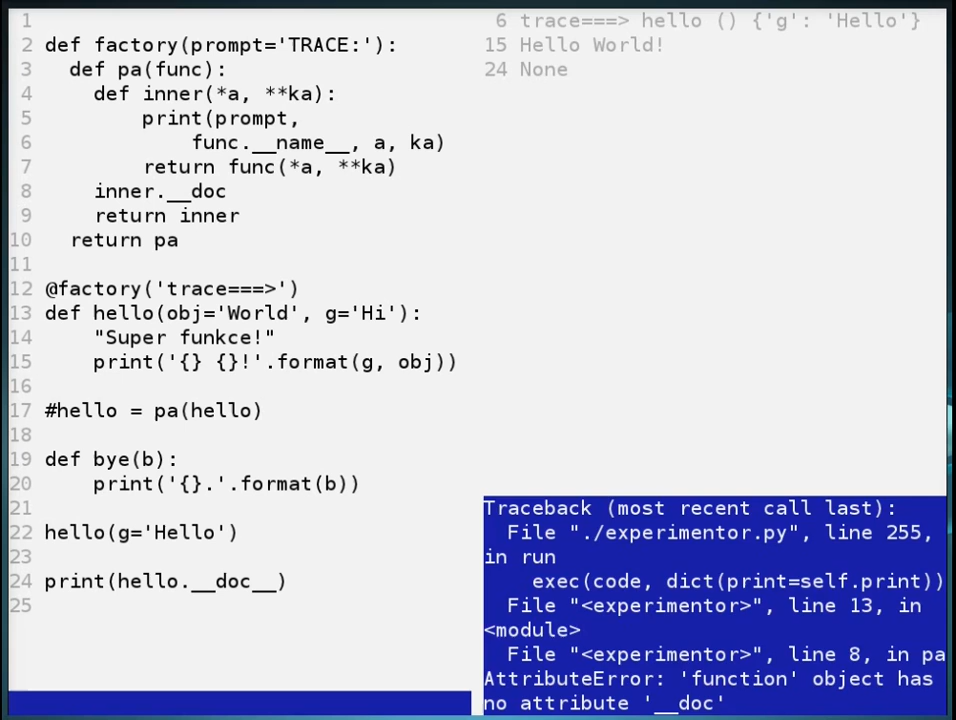 1
2 def factory(prompt='TRACE:'):
3   def pa(func):
4     def inner(*a, **ka):
5         print(prompt,
6             func.__name__, a, ka)
7         return func(*a, **ka)
8     inner.__doc
9     return inner
10   return pa
11
12 @factory('trace===>')
13 def hello(obj='World', g='Hi'):
14     "Super funkce!"
15     print('{} {}!'.format(g, obj))
16
17 #hello = pa(hello)
18
19 def bye(b):
20     print('{}.'.format(b))
21
22 hello(g='Hello')
23
24 print(hello.__doc__)
25
6 trace===> hello () {'g': 'Hello'}
15 Hello World!
24 None
Traceback (most recent call last):
  File "./experimentor.py", line 255,
in run
    exec(code, dict(print=self.print))
  File "<experimentor>", line 13, in
<module>
  File "<experimentor>", line 8, in pa
AttributeError: 'function' object has
no attribute '__doc'